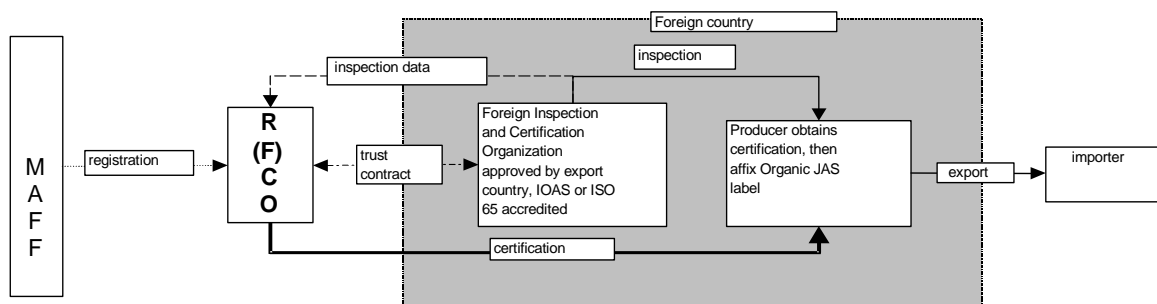 Foreign country
inspection
inspection data
M
A
F
F
registration
R
(F)
C
O
trust
contract
Foreign Inspection
and Certification
Organization
approved by export
country, IOAS or ISO
65 accredited
Producer obtains
certification, then
affix Organic JAS
label
export
importer
certification